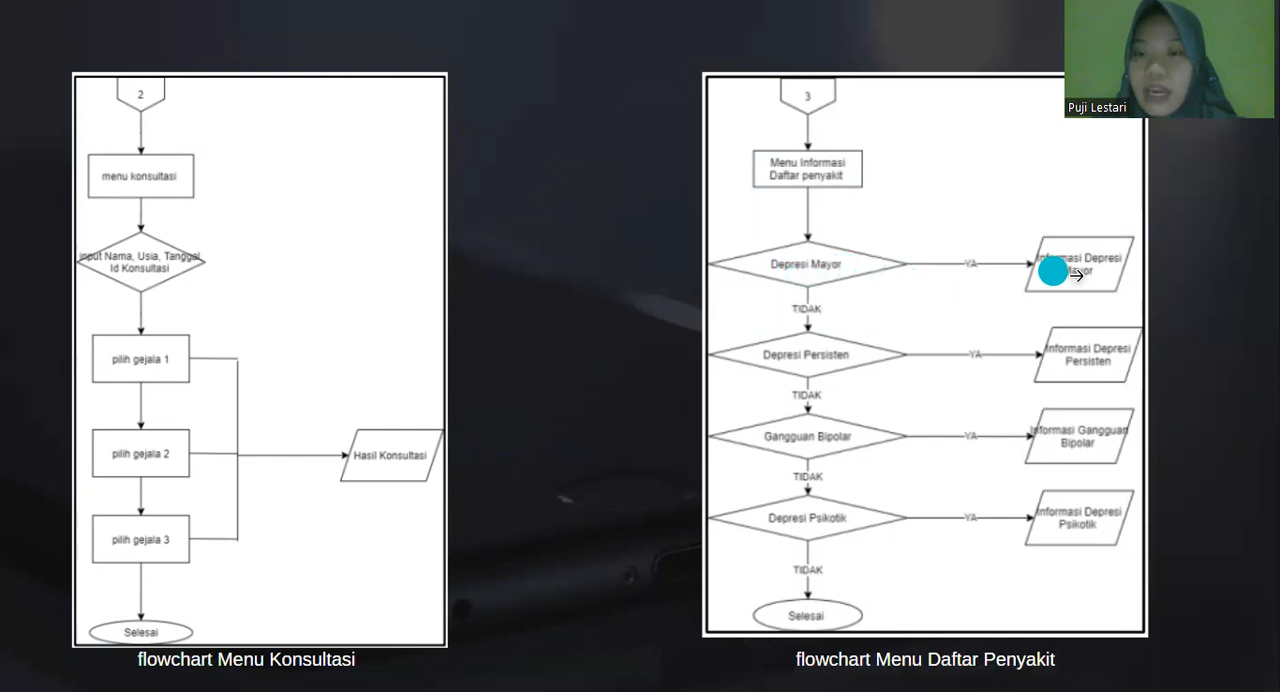 2
menu konsultasi
input Nama, Usia, Tanggal
Id Konsultasi
pilih gejala 1
pilih gejala 2
Hasil Konsultasi
pilih gejala 3
Selesai
flowchart Menu Konsultasi
3
Menu Informasi
Daftar penyakit
Depresi Mayor
YA
Informasi Depresi
TIDAK
Depresi Persisten
YA
Informasi Depresi
Persisten
TIDAK
Gangguan Bipolar
YA
Informasi Gangguan
Bipolar
TIDAK
Depresi Psikotik
YA
Informasi Depresi
Psikotik
TIDAK
Selesai
flowchart Menu Daftar Penyakit
Puji Lestari